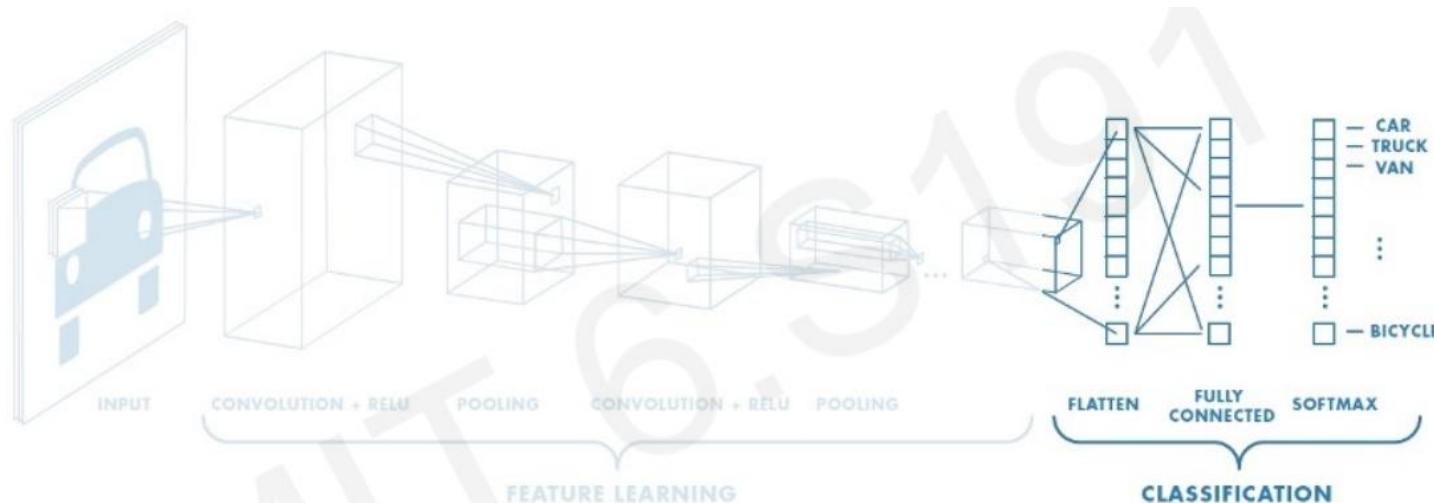 MIT 6.S191
CAR
TRUCK
VAN
BICYCLE
INPUT
CONVOLUTION + RELU
POOLING
CONVOLUTION + RELU
POOLING
FLATTEN
FULLY
CONNECTED
SOFTMAX
FEATURE LEARNING
CLASSIFICATION